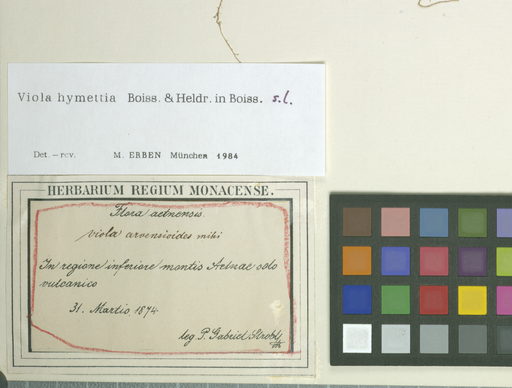 Viola hymettia Boiss. & Heldr. in Boiss. s.l.
Det. – rev. M. ERBEN München 1984
HERBARIUM REGIUM MONACENSE.
Flora aetnensis.
viola arvensioides mihi
In regione inferiore montis Aetnae solo
vulcanico
31. Martio 1874
leg. P. Gabriel Strobl